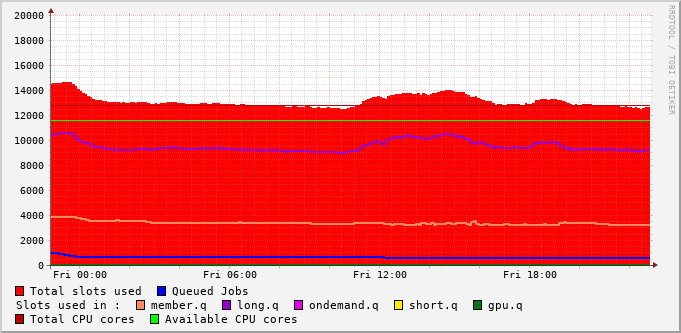 RRDTOOL / TOBI OETIKER
20000
18000
16000
14000
12000
10000
8000
6000
4000
2000
0
Fri 00:00 Fri 06:00 Fri 12:00 Fri 18:00
Total slots used Queued Jobs
Slots used in : member.q long.q ondemand.q short.q gpu.q
Total CPU cores Available CPU cores